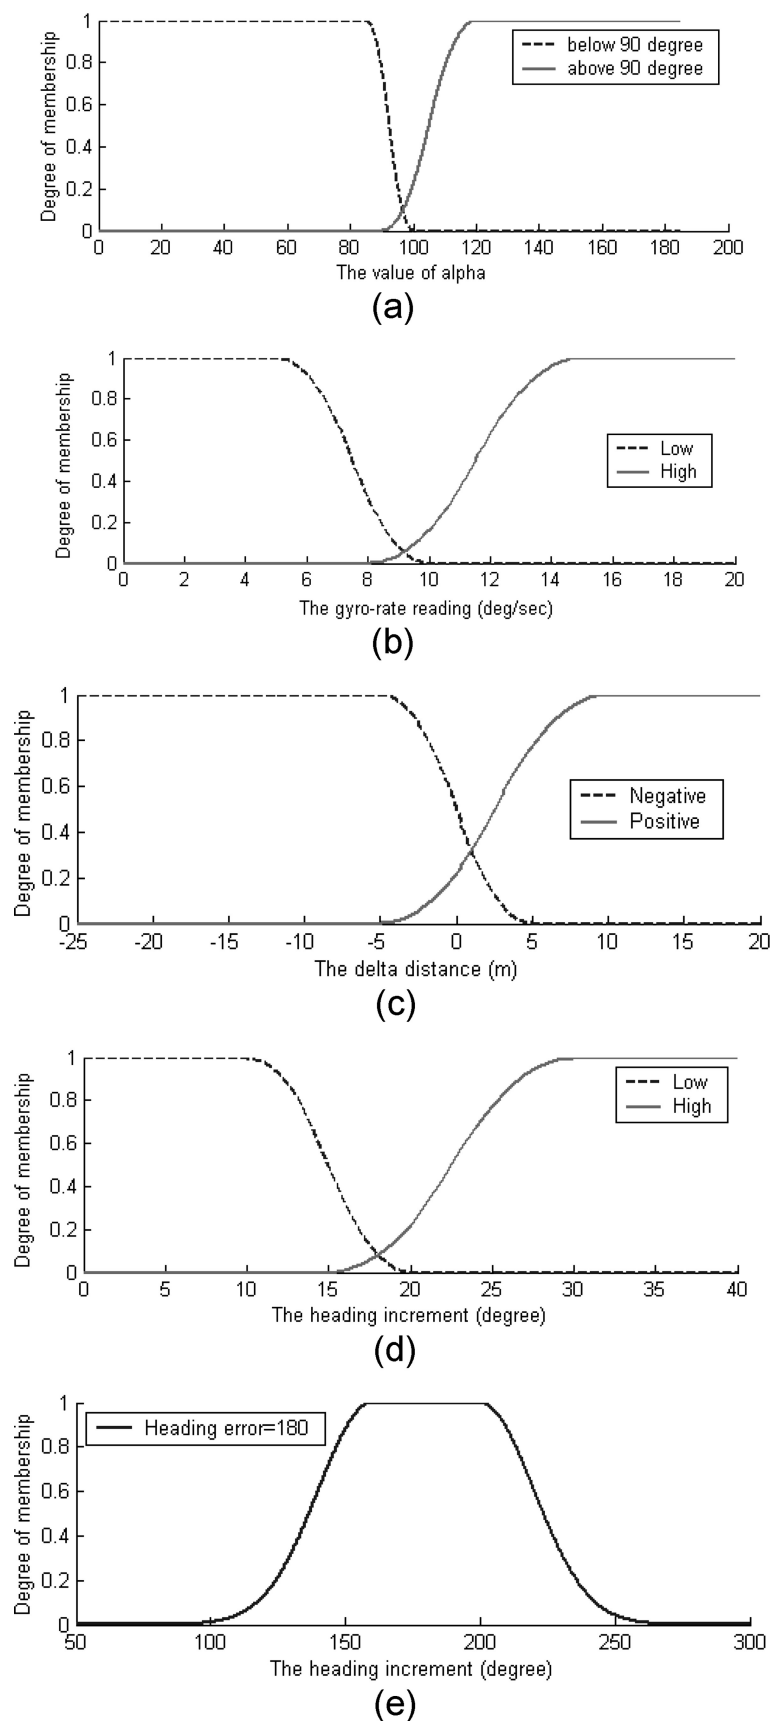 Degree of membership
1
0.8
0.6
0.4
0.2
0
below 90 degree
above 90 degree
0 20 40 60 80 100 120 140 160 180 200
The value of alpha
(a)
Degree of membership
1
0.8
0.6
0.4
0.2
0
Low
High
0 2 4 6 8 10 12 14 16 18 20
The gyro-rate reading (deg/sec)
(b)
Degree of membership
1
0.8
0.6
0.4
0.2
0
Negative
Positive
-25 -20 -15 -10 -5 0 5 10 15 20
The delta distance (m)
(c)
Degree of membership
1
0.8
0.6
0.4
0.2
0
Low
High
0 5 10 15 20 25 30 35 40
The heading increment (degree)
(d)
Degree of membership
1
0.8
0.6
0.4
0.2
0
Heading error=180
50 100 150 200 250 300
The heading increment (degree)
(e)